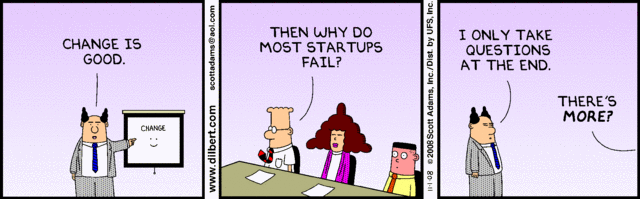 CHANGE IS
GOOD.
CHANGE
www.dilbert.com
scottadams@aol.com
THEN WHY DO
MOST STARTUPS
FAIL?
11-1-08 © 2008 Scott Adams, Inc./Dist. by UFS, Inc.
I ONLY TAKE
QUESTIONS
AT THE END.
THERE'S
MORE?